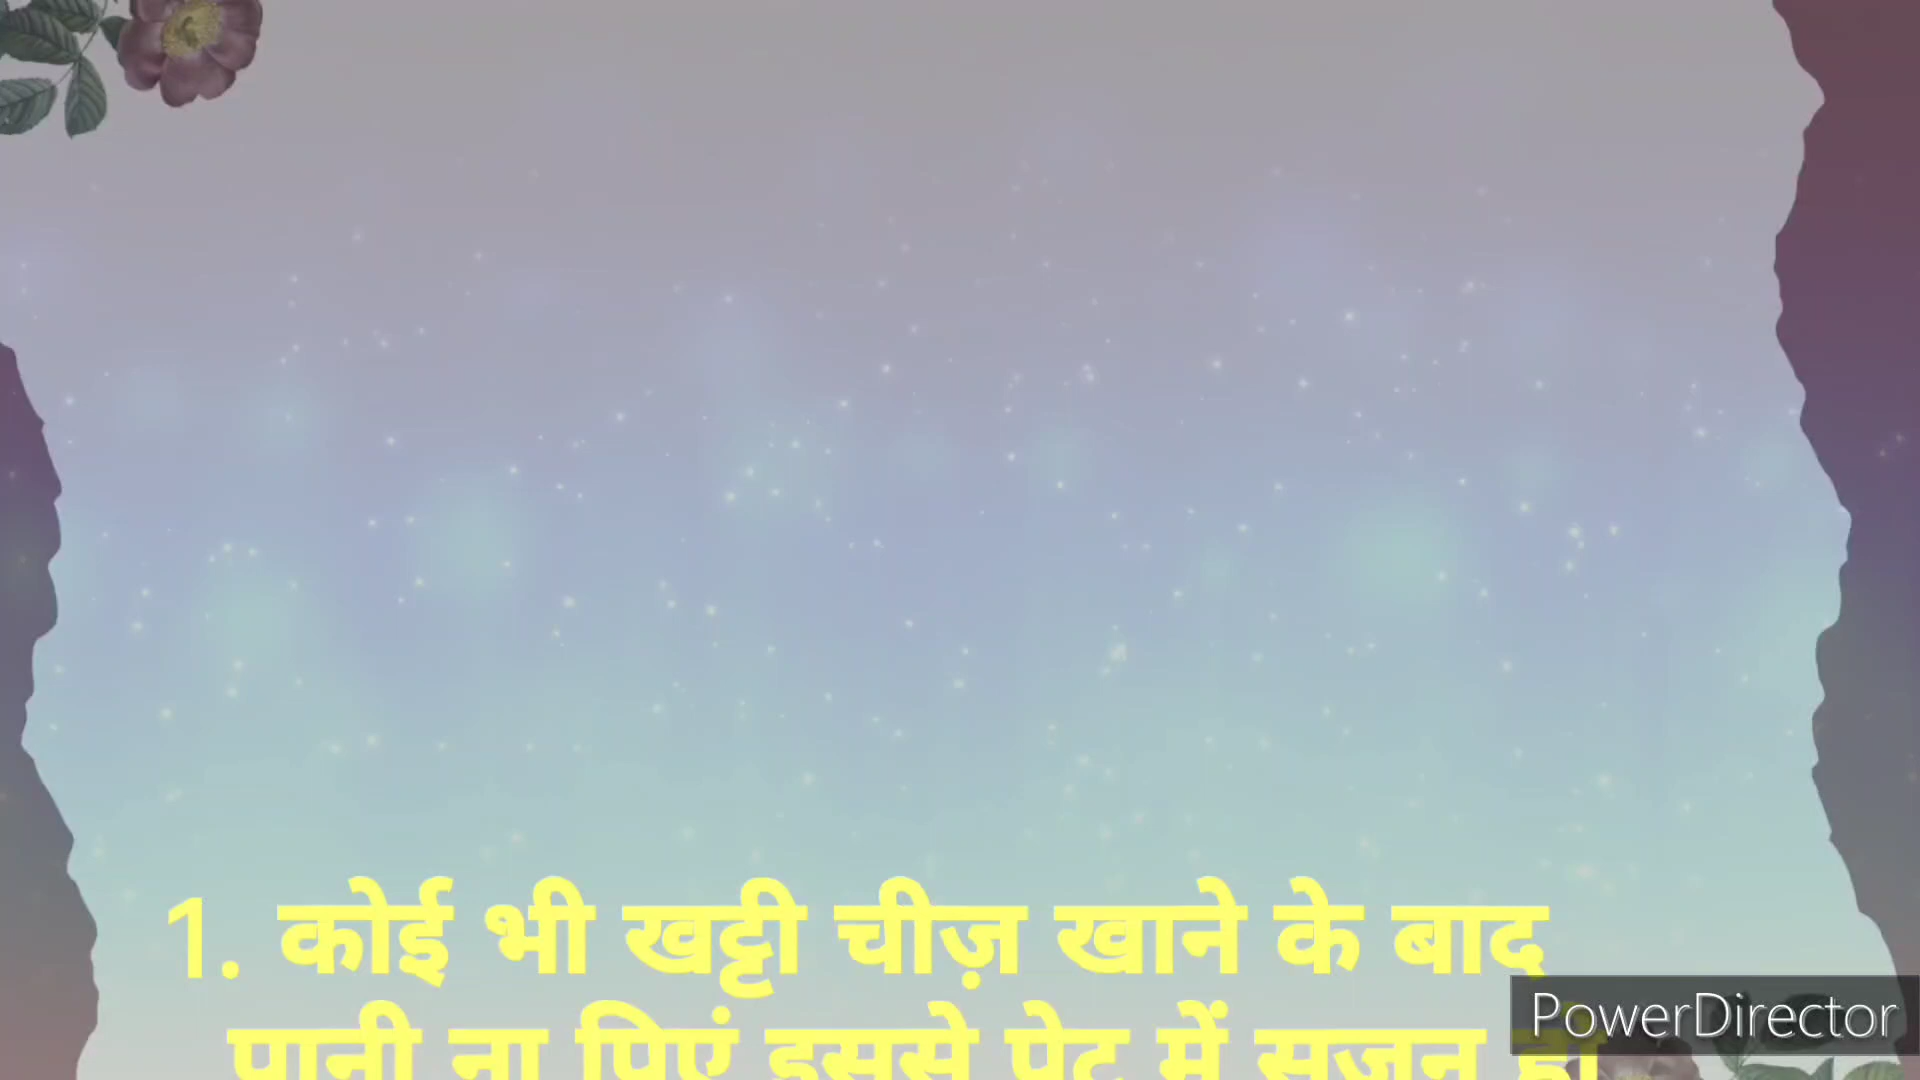 1. कोई भी खट्टी चीज़ खाने के बाद
पानी ना पिएं इससे पेट में
PowerDirector